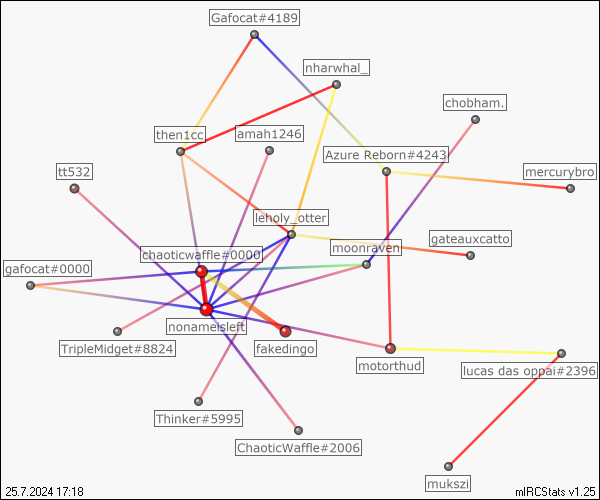 Gafocat#4189
nharwhal_
chobham.
then1cc
amah1246
Azure Reborn#4243
tt532
mercurybro
leholy_otter
chaoticwaffle#0000
moonraven
gateauxcatto
gafocat#0000
nonameisleft
TripleMidget#8824
fakedingo
motorthud
lucas das oppai#2396
Thinker#5995
ChaoticWaffle#2006
mukszi
25.7.2024 17:18
mIRCStats v1.25